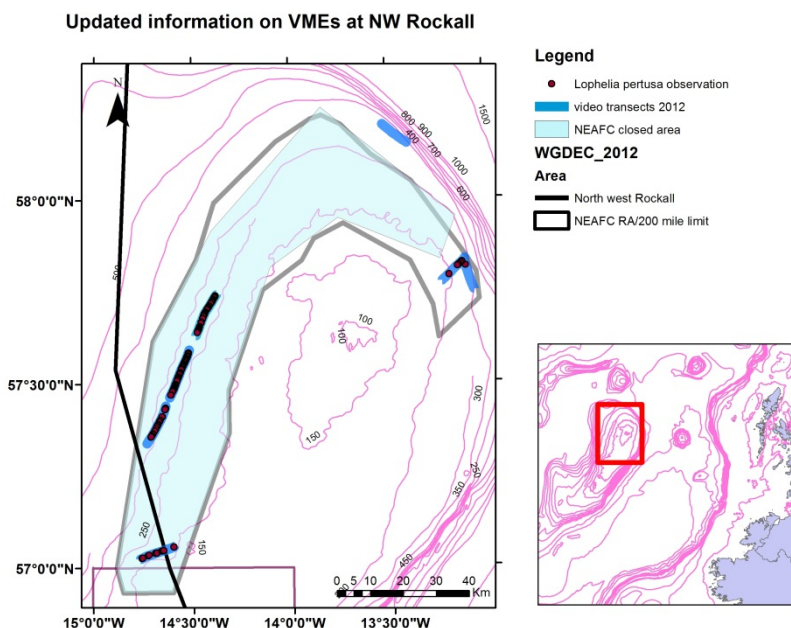 Updated information on VMEs at NW Rockall
Legend
Lophelia pertusa observation
video transects 2012
NEAFC closed area
WGDEC_2012
Area
North west Rockall
NEAFC RA/200 mile limit
N
1500
800
900
400
700
1000
600
58°0'0"N
500
100
100
57°30'0"N
300
150
250
350
250
150
450
57°0'0"N
0 5 10 20 30 40
Km
15°0'0"W
14°30'0"W
14°0'0"W
13°30'0"W